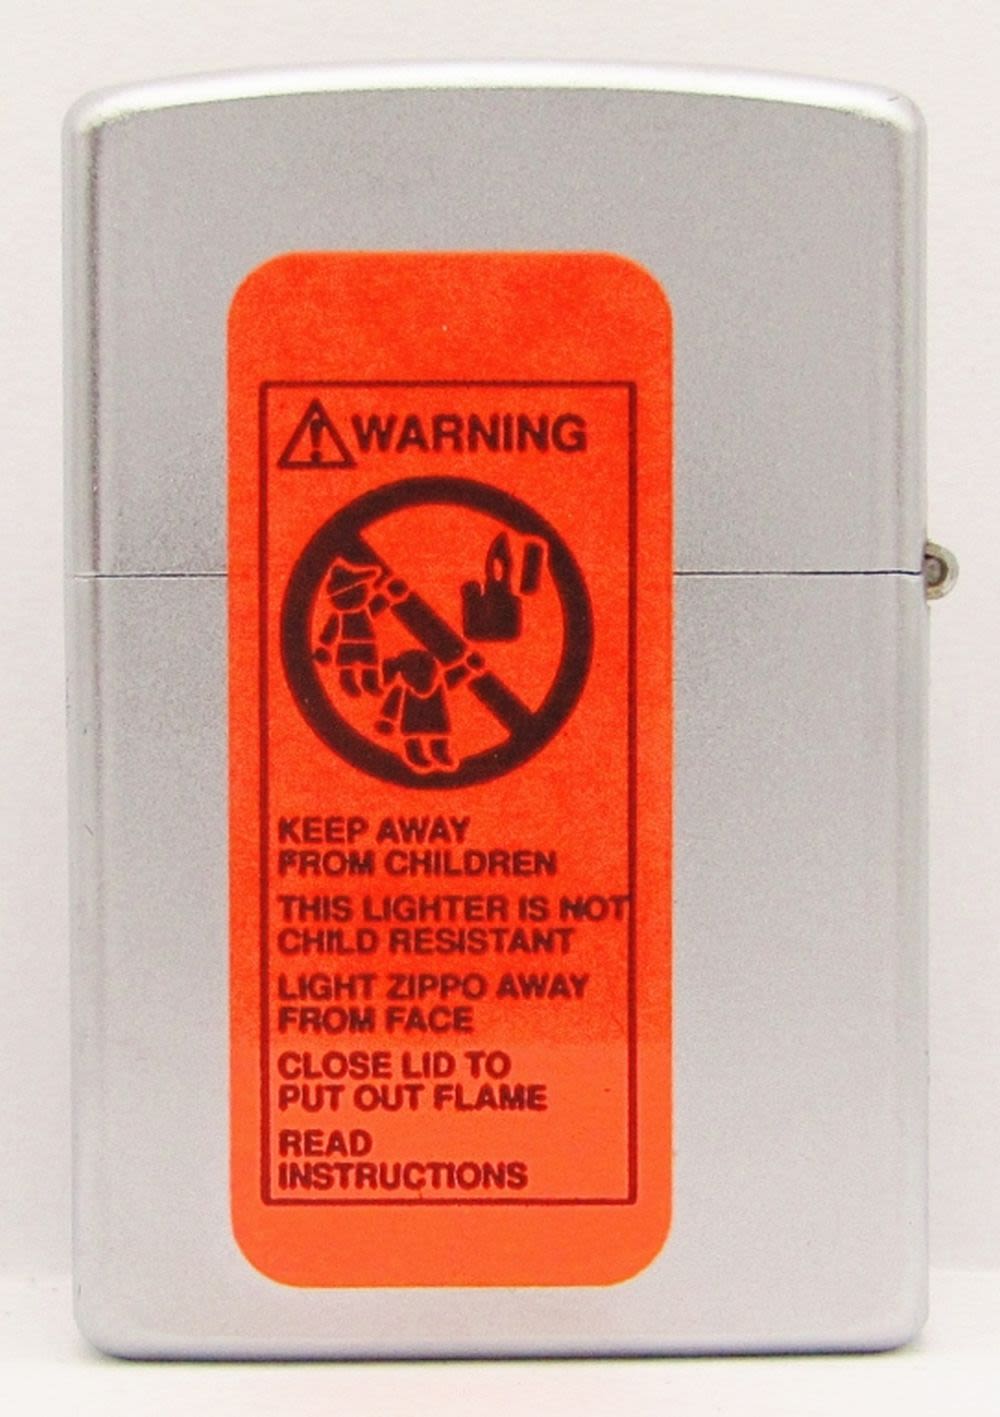 WARNING
KEEP AWAY
FROM CHILDREN
THIS LIGHTER IS NOT
CHILD RESISTANT
LIGHT ZIPPO AWAY
FROM FACE
CLOSE LID TO
PUT OUT FLAME
READ
INSTRUCTIONS